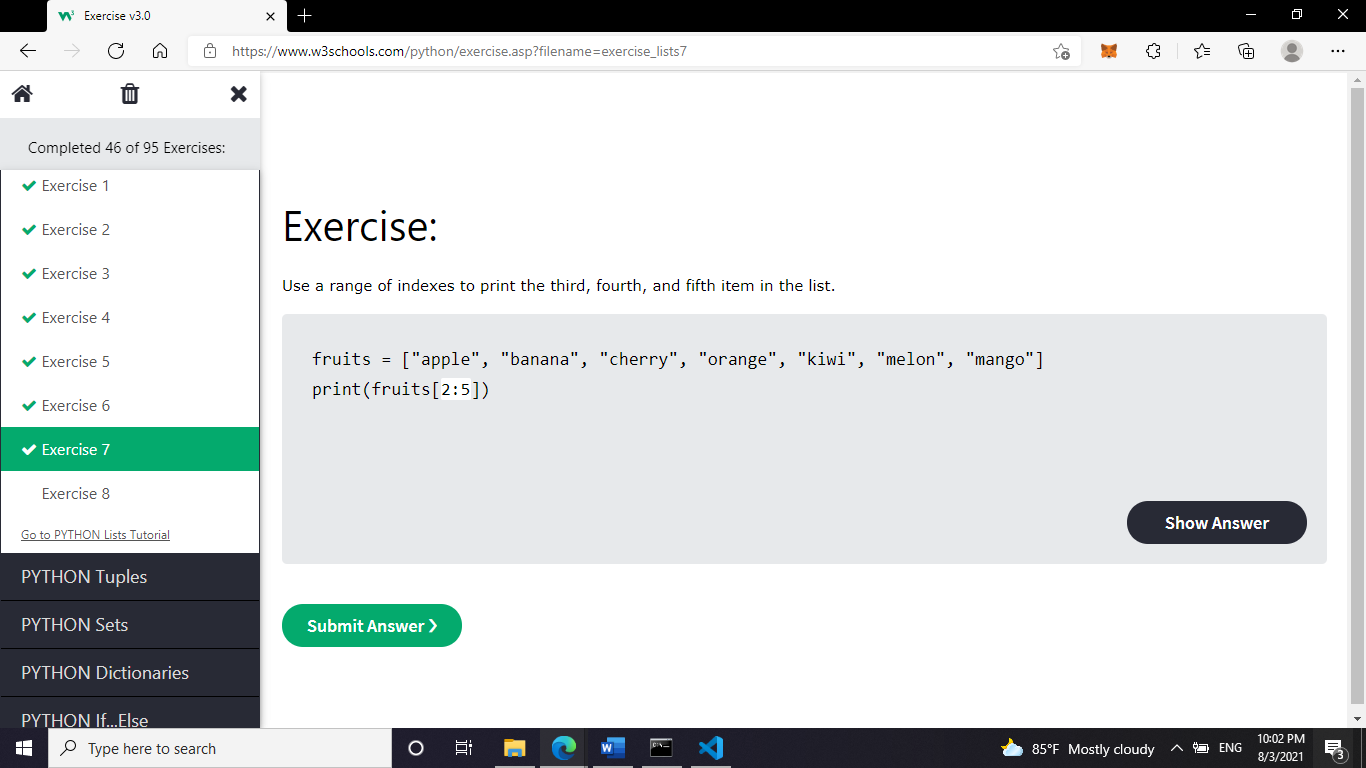 Exercise v3.0
https://www.w3schools.com/python/exercise.asp?filename=exercise_lists7
Completed 46 of 95 Exercises:
Exercise 1
Exercise 2
Exercise 3
Exercise 4
Exercise 5
Exercise 6
Exercise 7
Exercise 8
Go to PYTHON Lists Tutorial
PYTHON Tuples
PYTHON Sets
PYTHON Dictionaries
PYTHON If...Else
Exercise:
Use a range of indexes to print the third, fourth, and fifth item in the list.
fruits = ["apple", "banana", "cherry", "orange", "kiwi", "melon", "mango"]
print(fruits[2:5])
Show Answer
Submit Answer ❯
Type here to search
85°F Mostly cloudy
ENG
10:02 PM
8/3/2021
3